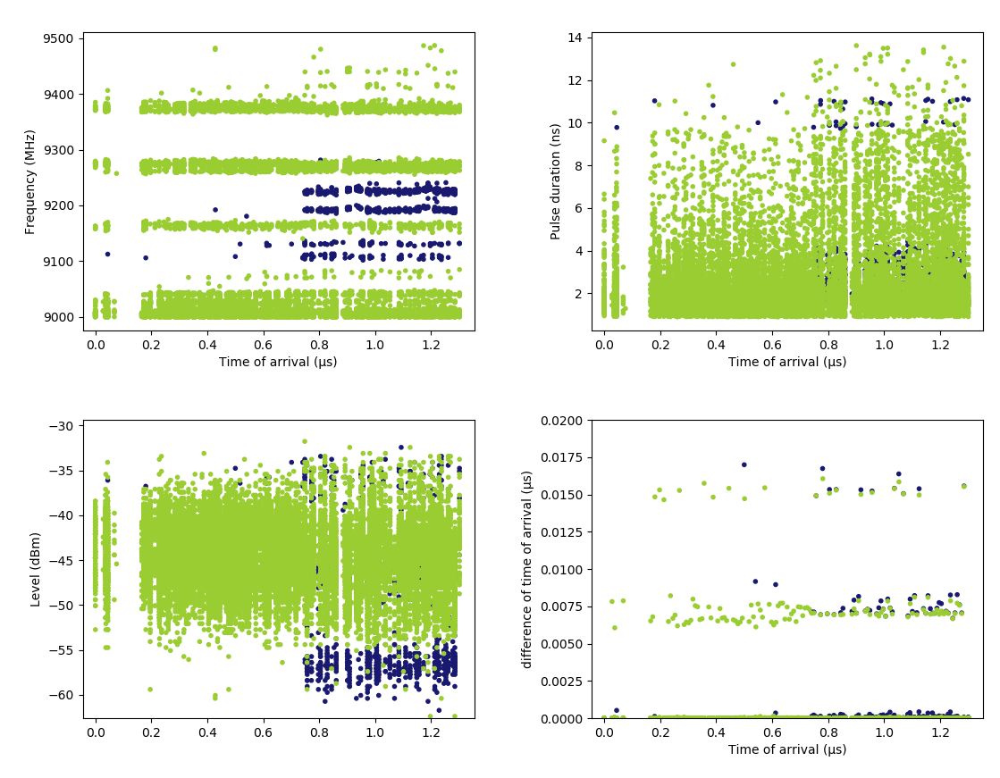 9500
9400
9300
9200
9100
9000
Frequency (MHz)
0.0 0.2 0.4 0.6 0.8 1.0 1.2
Time of arrival (μs)
14
12
10
8
6
4
2
Pulse duration (ns)
0.0 0.2 0.4 0.6 0.8 1.0 1.2
Time of arrival (μs)
−30
−35
−40
−45
−50
−55
−60
Level (dBm)
0.0 0.2 0.4 0.6 0.8 1.0 1.2
0.0200
0.0175
0.0150
0.0125
0.0100
0.0075
0.0050
0.0025
0.0000
difference of time of arrival (μs)
0.0 0.2 0.4 0.6 0.8 1.0 1.2
Time of arrival (μs)